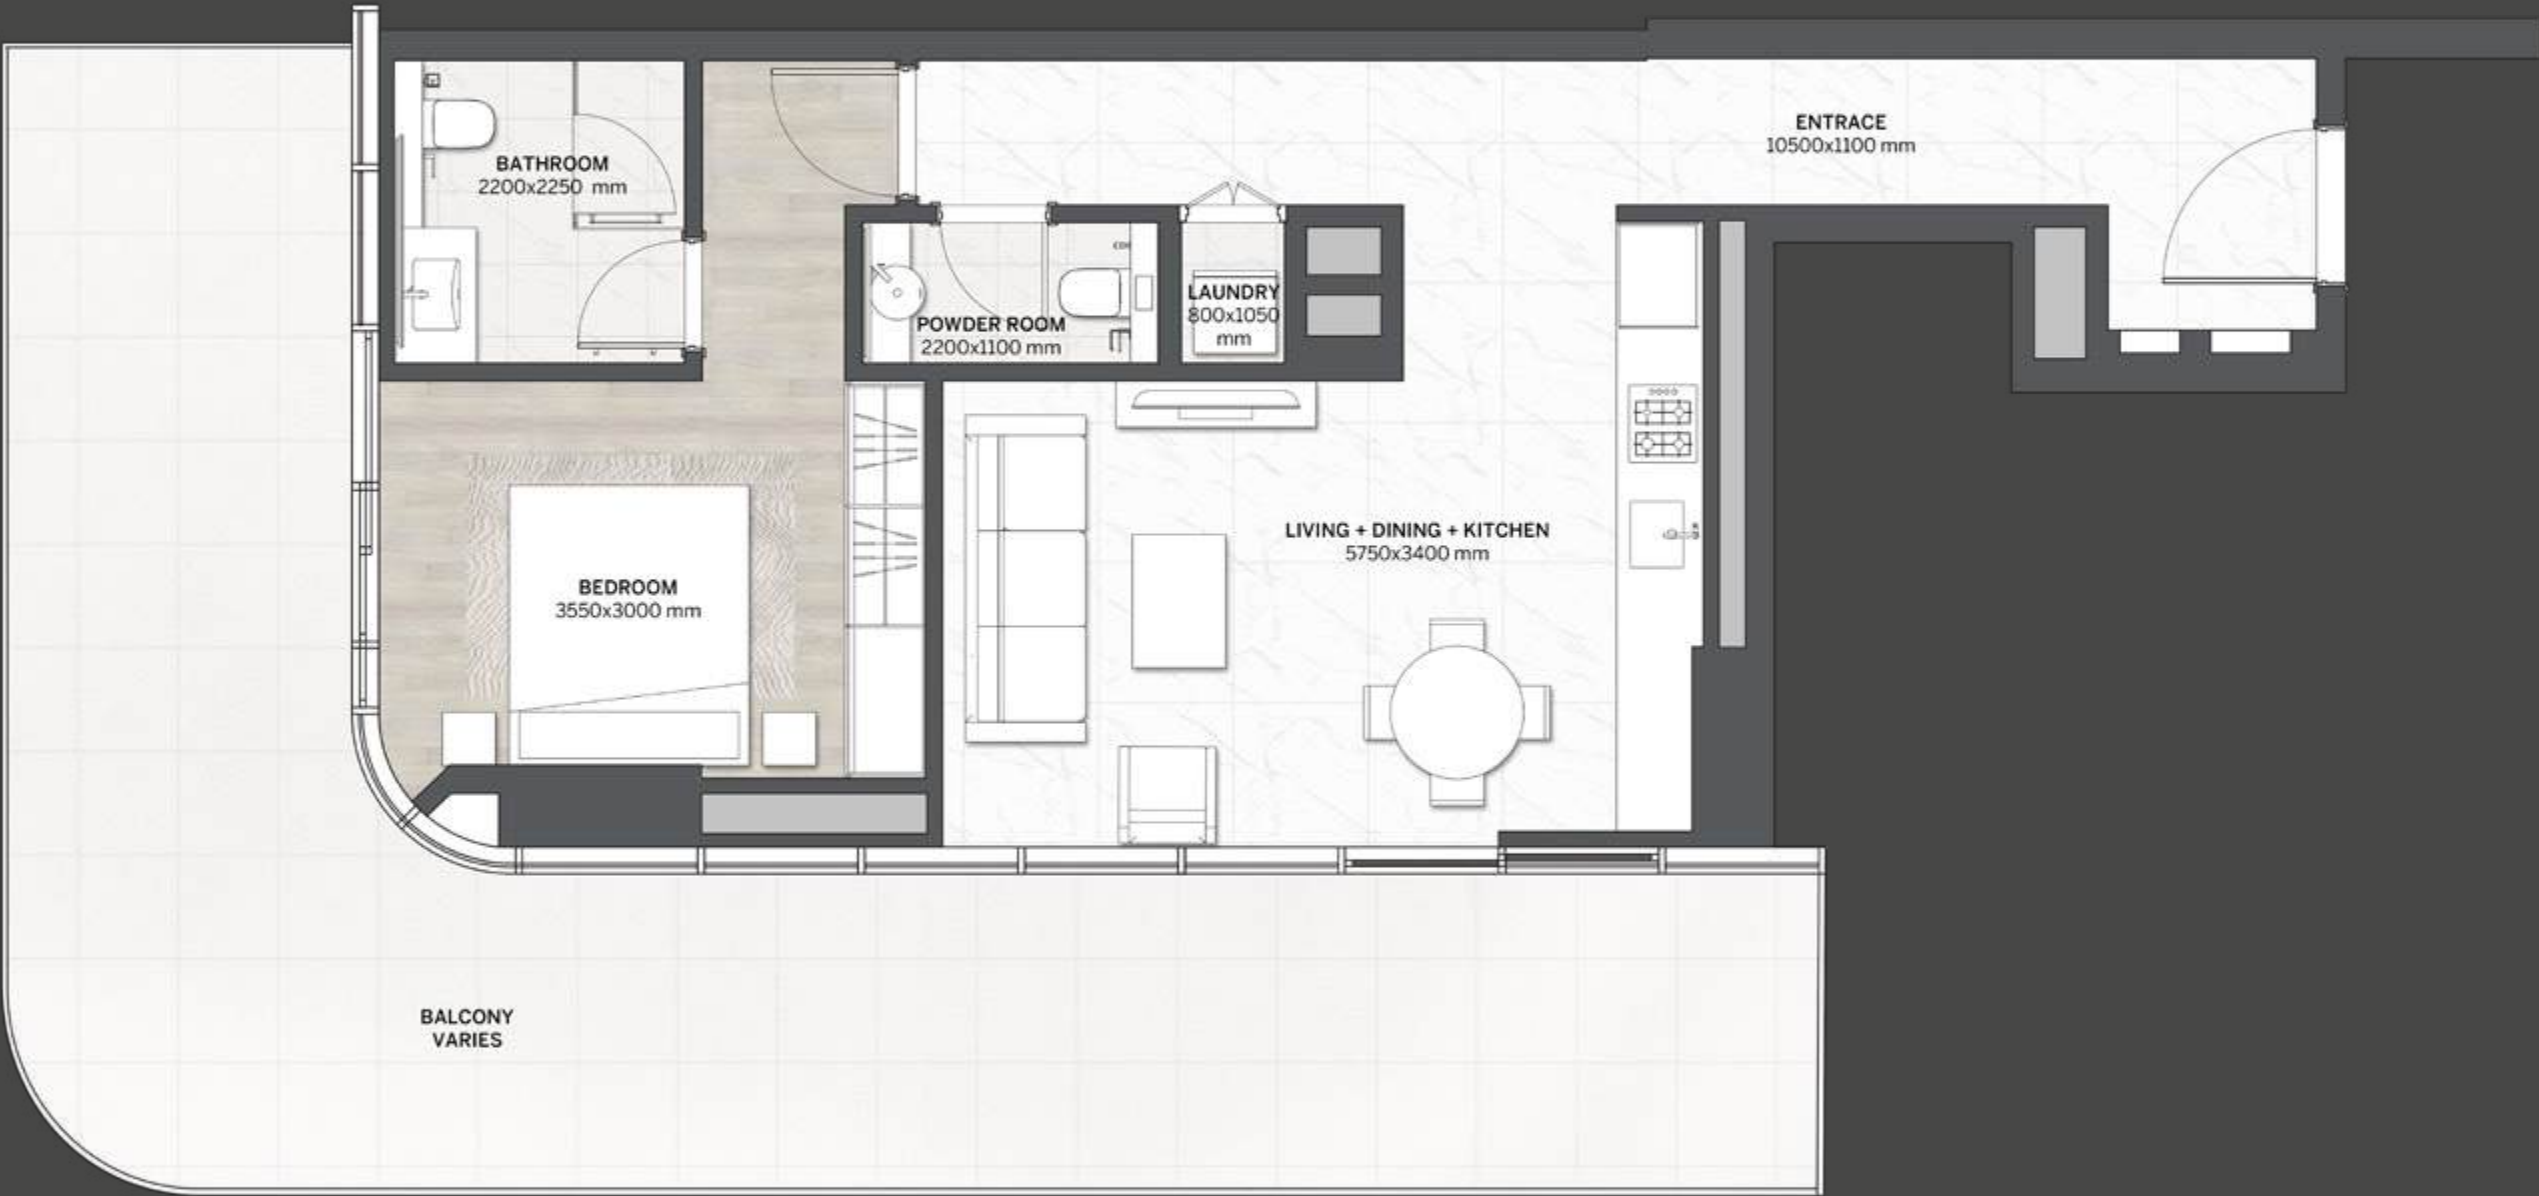 ENTRACE
10500x1100 mm
BATHROOM
2200x2250 mm
LAUNDRY
800x1050
mm
POWDER ROOM
2200x1100 mm
LIVING + DINING + KITCHEN
5750x3400 mm
BEDROOM
3550x3000 mm
BALCONY
VARIES